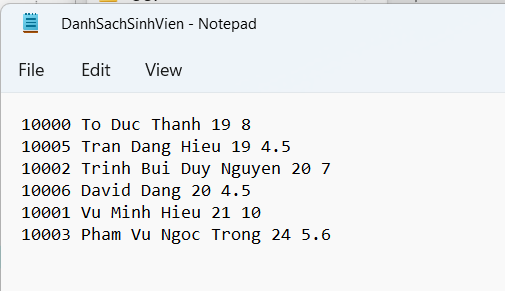 DanhSachSinhVien - Notepad
File Edit View
10000 To Duc Thanh 19 8
10005 Tran Dang Hieu 19 4.5
10002 Trinh Bui Duy Nguyen 20 7
10006 David Dang 20 4.5
10001 Vu Minh Hieu 21 10
10003 Pham Vu Ngoc Trong 24 5.6